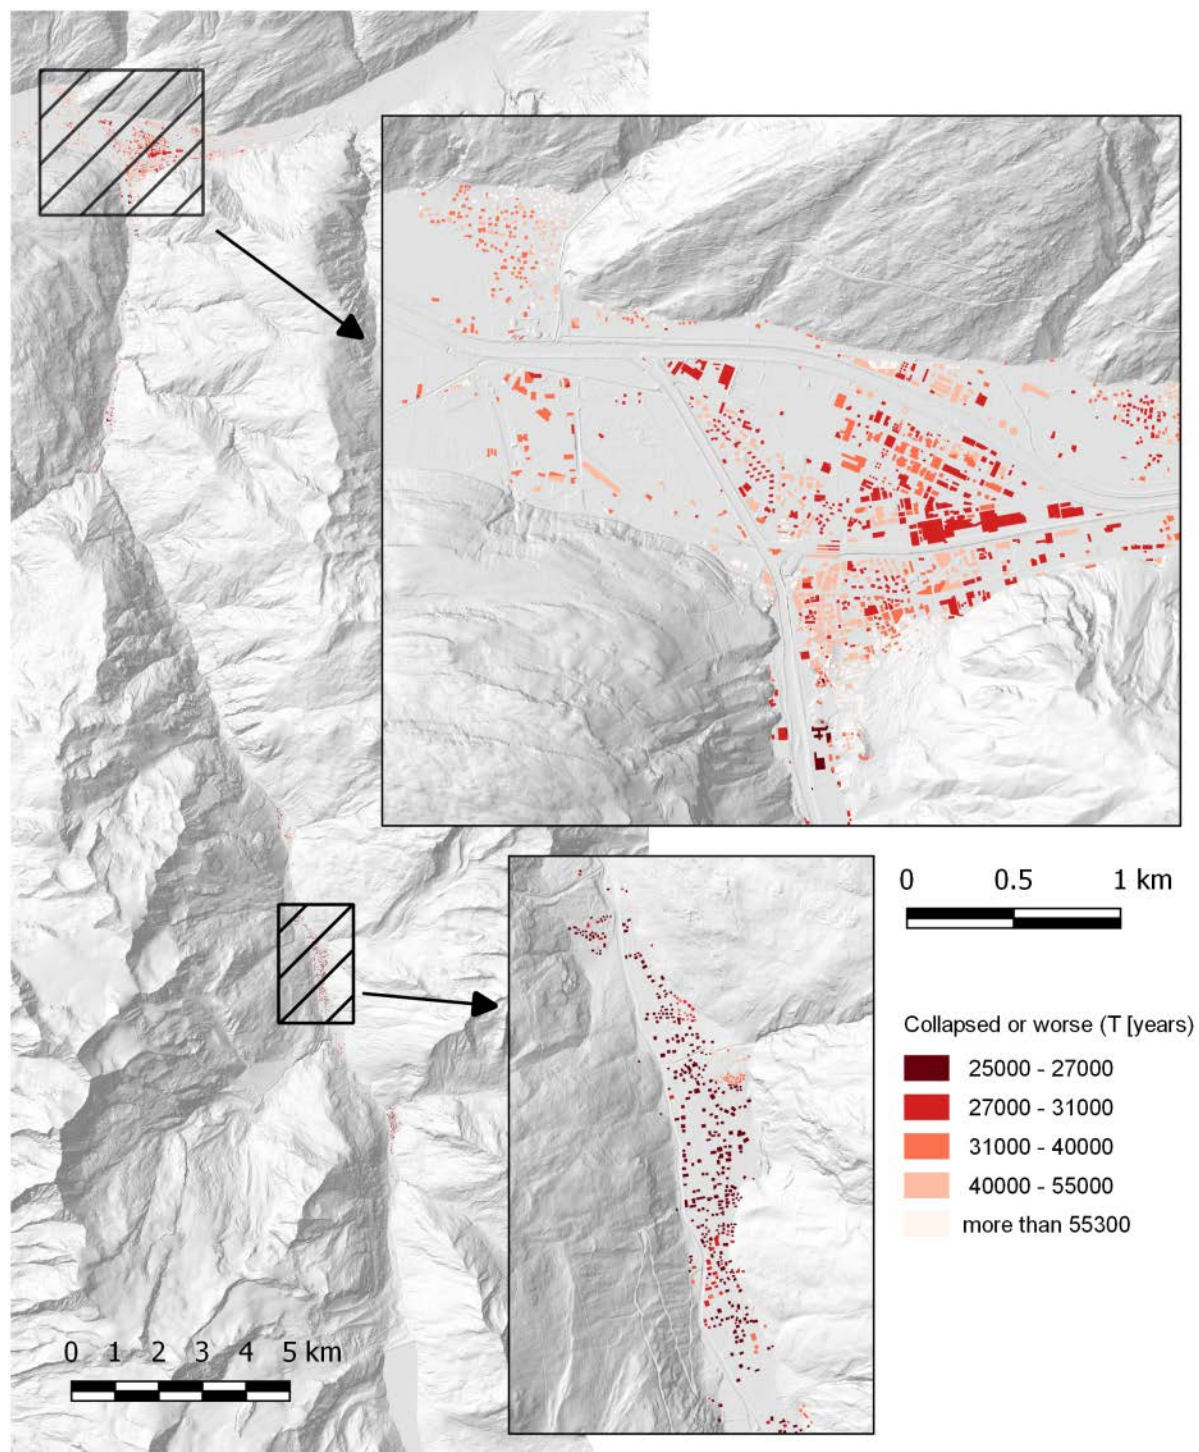 0 0.5 1 km
Collapsed or worse (T [years)
25000 - 27000
27000 - 31000
31000 - 40000
40000 - 55000
more than 55300
0 1 2 3 4 5 km